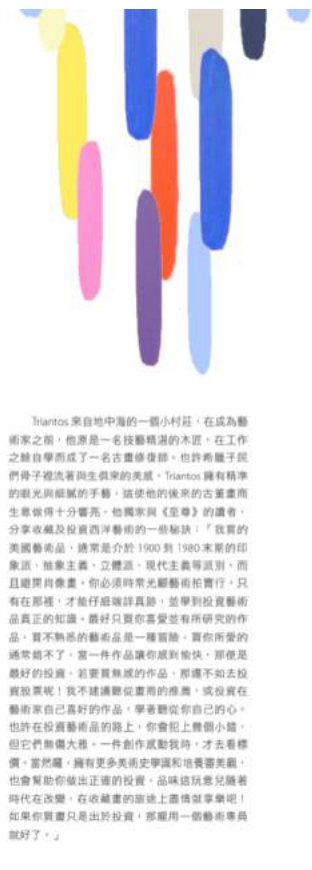 Triantos 來自地中海的一個小村莊，在成為藝
術家之前，他原是一名技藝精湛的木匠，在工作
之餘自學而成了一名古畫修復師。也許希臘子民
們骨子裡流著與生俱來的美感，Triantos 擁有精準
的眼光與細膩的手藝，這使他的後來的古董畫商
生意做得十分響亮。他獨家與《至尊》的讀者，
分享收藏及投資西洋藝術的一些秘訣：「我買的
美國藝術品，通常是介於 1900 到 1980 末期的印
象派、抽象主義、立體派、現代主義等派別，而
且避開肖像畫。你必須時常光顧藝術拍賣行，只
有在那裡，才能仔細端詳真跡，並學到投資藝術
品真正的知識。最好只買你喜愛並有所研究的作
品，買不熟悉的藝術品是一種冒險。買你所愛的
通常錯不了，當一件作品讓你感到愉快，那便是
最好的投資，若要買無感的作品，那還不如去投
資股票呢！我不建議聽從畫商的推薦，或投資在
藝術家自己喜好的作品，學著聽從你自己的心。
也許在投資藝術品的路上，你會犯上幾個小錯，
但它們無傷大雅。一件創作感動我時，才去看標
價。當然囉，擁有更多美術史學識和培養審美觀，
也會幫助你做出正確的投資，品味這玩意兒隨著
時代在改變，在收藏畫的旅途上盡情就享樂吧！
如果你買畫只是出於投資，那雇用一個藝術專員
就好了。」